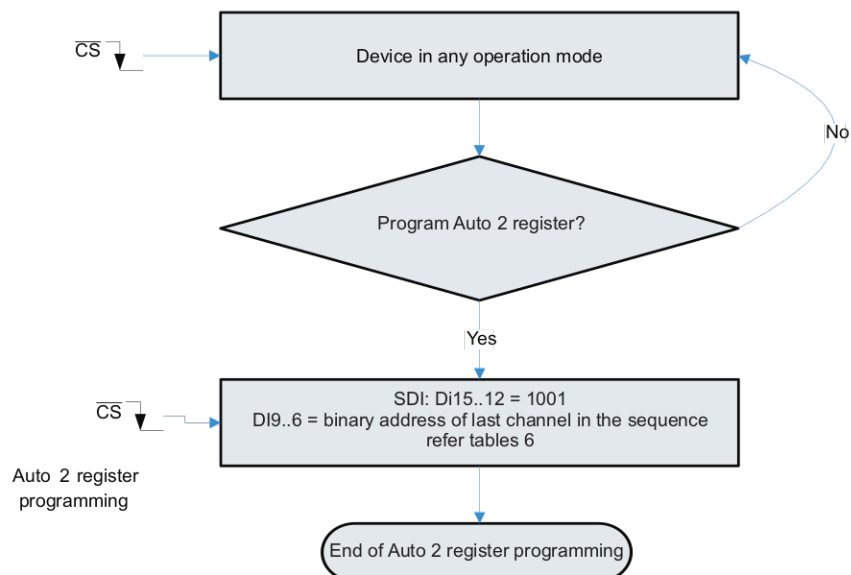 CS
Device in any operation mode
No
Program Auto 2 register?
Yes
CS
SDI: Di15..12 = 1001
DI9..6 = binary address of last channel in the sequence
refer tables 6
Auto 2 register
programming
End of Auto 2 register programming